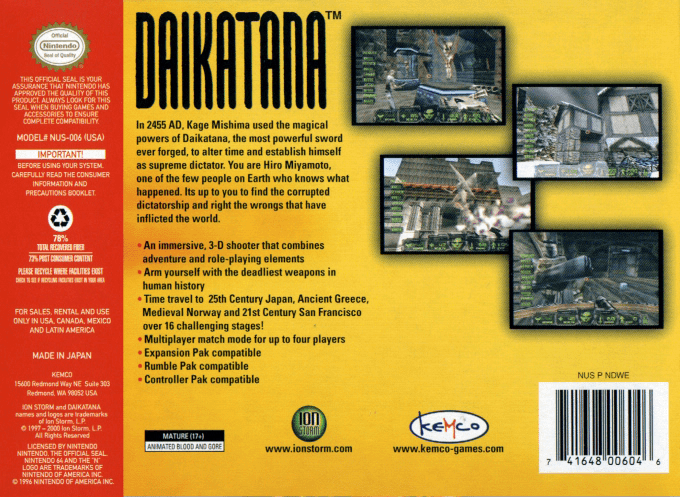 Official
Nintendo
Seal of Quality
THIS OFFICIAL SEAL IS YOUR
ASSURANCE THAT NINTENDO HAS
APPROVED THE QUALITY OF THIS
PRODUCT. ALWAYS LOOK FOR THIS
SEAL WHEN BUYING GAMES AND
ACCESSORIES TO ENSURE
COMPLETE COMPATIBILITY.
MODEL# NUS-006 (USA)
IMPORTANT!
BEFORE USING YOUR SYSTEM,
CAREFULLY READ THE CONSUMER
INFORMATION AND
PRECAUTIONS BOOKLET.
78%
TOTAL RECOVERED FIBER
73% POST CONSUMER CONTENT
PLEASE RECYCLE WHERE FACILITIES EXIST
CHECK TO SEE IF RECYCLING FACILITIES EXIST IN YOUR AREA
FOR SALES, RENTAL AND USE
ONLY IN USA, CANADA, MEXICO
AND LATIN AMERICA
MADE IN JAPAN
KEMCO
15600 Redmond Way NE Suite 303
Redmond, WA 98052 USA
ION STORM and DAIKATANA
names and logos are trademarks
of Ion Storm, L.P.
© 1997 – 2000 Ion Storm, L.P.
All Rights Reserved
LICENSED BY NINTENDO
NINTENDO, THE OFFICIAL SEAL,
NINTENDO 64 AND THE "N"
LOGO ARE TRADEMARKS OF
NINTENDO OF AMERICA INC.
© 1996 NINTENDO OF AMERICA INC.
DAIKATANA™
In 2455 AD, Kage Mishima used the magical
powers of Daikatana, the most powerful sword
ever forged, to alter time and establish himself
as supreme dictator. You are Hiro Miyamoto,
one of the few people on Earth who knows what
happened. Its up to you to find the corrupted
dictatorship and right the wrongs that have
inflicted the world.
• An immersive, 3-D shooter that combines
adventure and role-playing elements
• Arm yourself with the deadliest weapons in
human history
• Time travel to 25th Century Japan, Ancient Greece,
Medieval Norway and 21st Century San Francisco
over 16 challenging stages!
• Multiplayer match mode for up to four players
• Expansion Pak compatible
• Rumble Pak compatible
• Controller Pak compatible
MATURE (17+)
ANIMATED BLOOD AND GORE
ION
STORM
www.ionstorm.com
KEMCO
www.kemco-games.com
NUS P NDWE
7 41648 00604 6